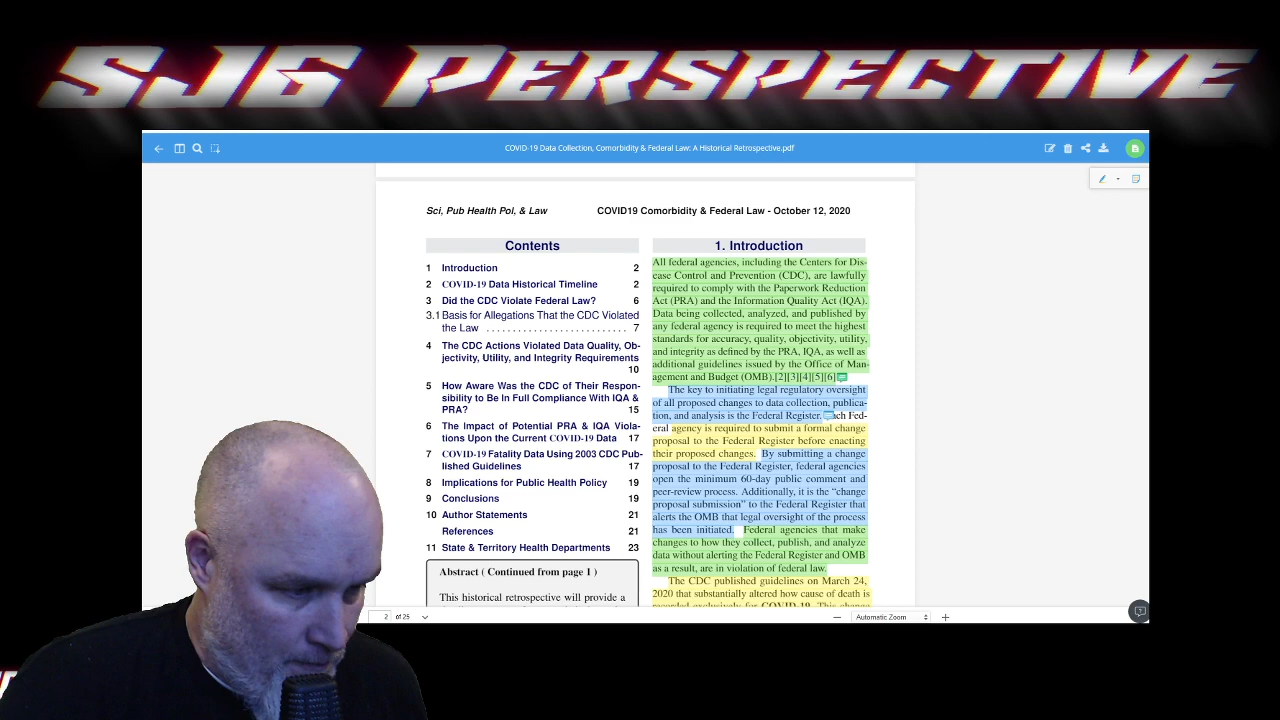 SJG PERSPECTIVE
COVID-19 Data Collection, Comorbidity & Federal Law: A Historical Retrospective.pdf
Sci, Pub Health Pol, & Law
COVID19 Comorbidity & Federal Law - October 12, 2020
Contents
1 Introduction 2
2 COVID-19 Data Historical Timeline 2
3 Did the CDC Violate Federal Law? 6
3.1 Basis for Allegations That the CDC Violated
the Law . . . . . . . . . . . . . . . . . . . . . . . . . . 7
4 The CDC Actions Violated Data Quality, Ob-
jectivity, Utility, and Integrity Requirements
10
5 How Aware Was the CDC of Their Respon-
sibility to Be In Full Compliance With IQA &
PRA? 15
6 The Impact of Potential PRA & IQA Viola-
tions Upon the Current COVID-19 Data 17
7 COVID-19 Fatality Data Using 2003 CDC Pub-
lished Guidelines 17
8 Implications for Public Health Policy 19
9 Conclusions 19
10 Author Statements 21
References 21
11 State & Territory Health Departments 23
Abstract ( Continued from page 1 )
This historical retrospective will provide a
1. Introduction
All federal agencies, including the Centers for Dis-
ease Control and Prevention (CDC), are lawfully
required to comply with the Paperwork Reduction
Act (PRA) and the Information Quality Act (IQA).
Data being collected, analyzed, and published by
any federal agency is required to meet the highest
standards for accuracy, quality, objectivity, utility,
and integrity as defined by the PRA, IQA, as well as
additional guidelines issued by the Office of Man-
agement and Budget (OMB).[2][3][4][5][6]
The key to initiating legal regulatory oversight
of all proposed changes to data collection, publica-
tion, and analysis is the Federal Register. ach Fed-
eral agency is required to submit a formal change
proposal to the Federal Register before enacting
their proposed changes. By submitting a change
proposal to the Federal Register, federal agencies
open the minimum 60-day public comment and
peer-review process. Additionally, it is the “change
proposal submission” to the Federal Register that
alerts the OMB that legal oversight of the process
has been initiated. Federal agencies that make
changes to how they collect, publish, and analyze
data without alerting the Federal Register and OMB
as a result, are in violation of federal law.
The CDC published guidelines on March 24,
2020 that substantially altered how cause of death is
recorded exclusively for COVID-19. This change
2 of 25
Automatic Zoom